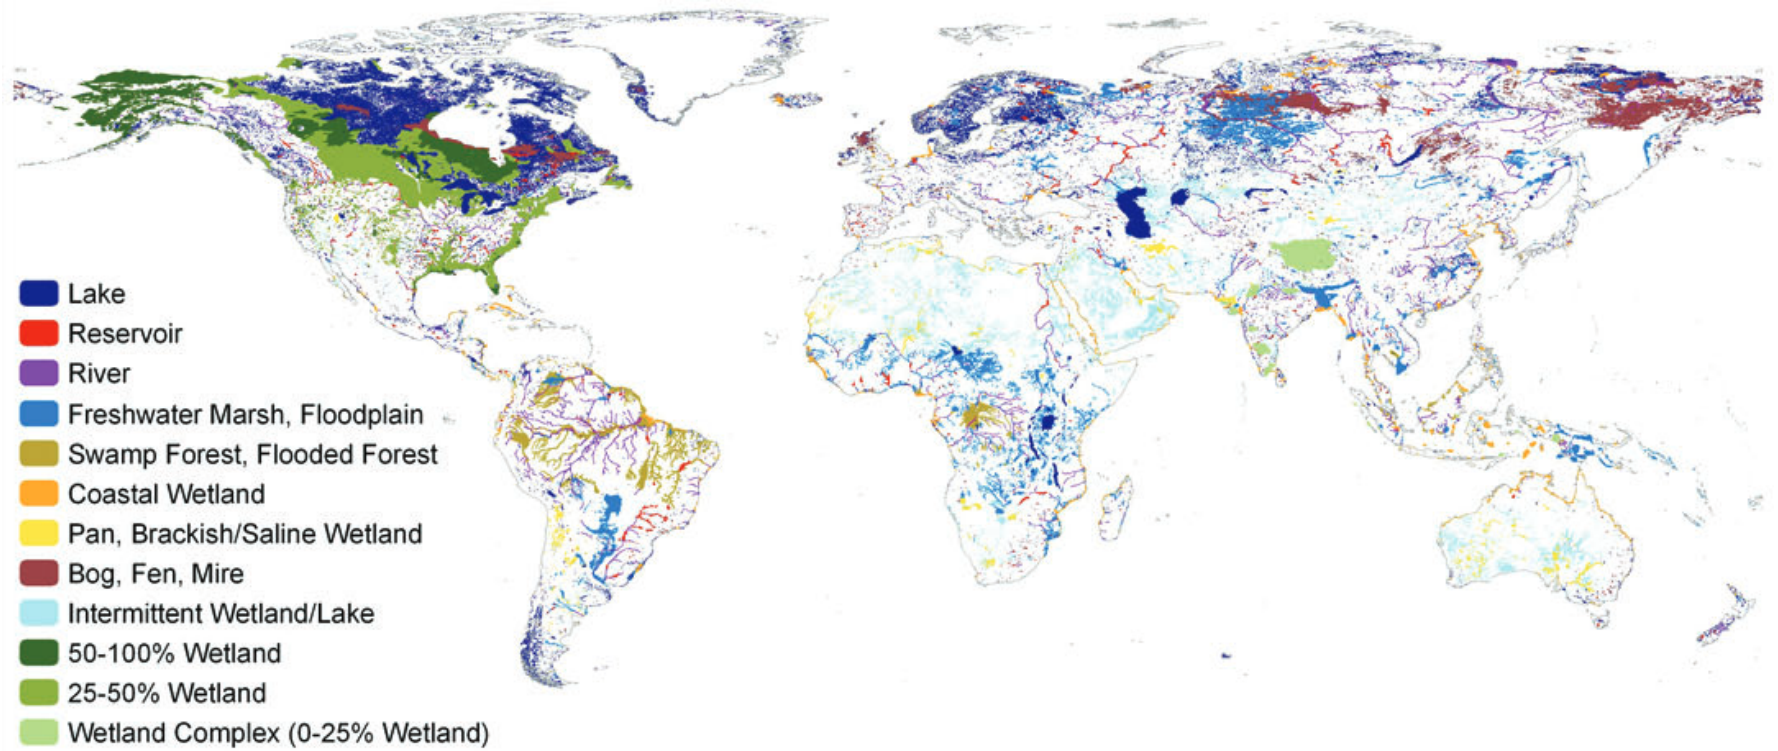 Lake
Reservoir
River
Freshwater Marsh, Floodplain
Swamp Forest, Flooded Forest
Coastal Wetland
Pan, Brackish/Saline Wetland
Bog, Fen, Mire
Intermittent Wetland/Lake
50-100% Wetland
25-50% Wetland
Wetland Complex (0-25% Wetland)